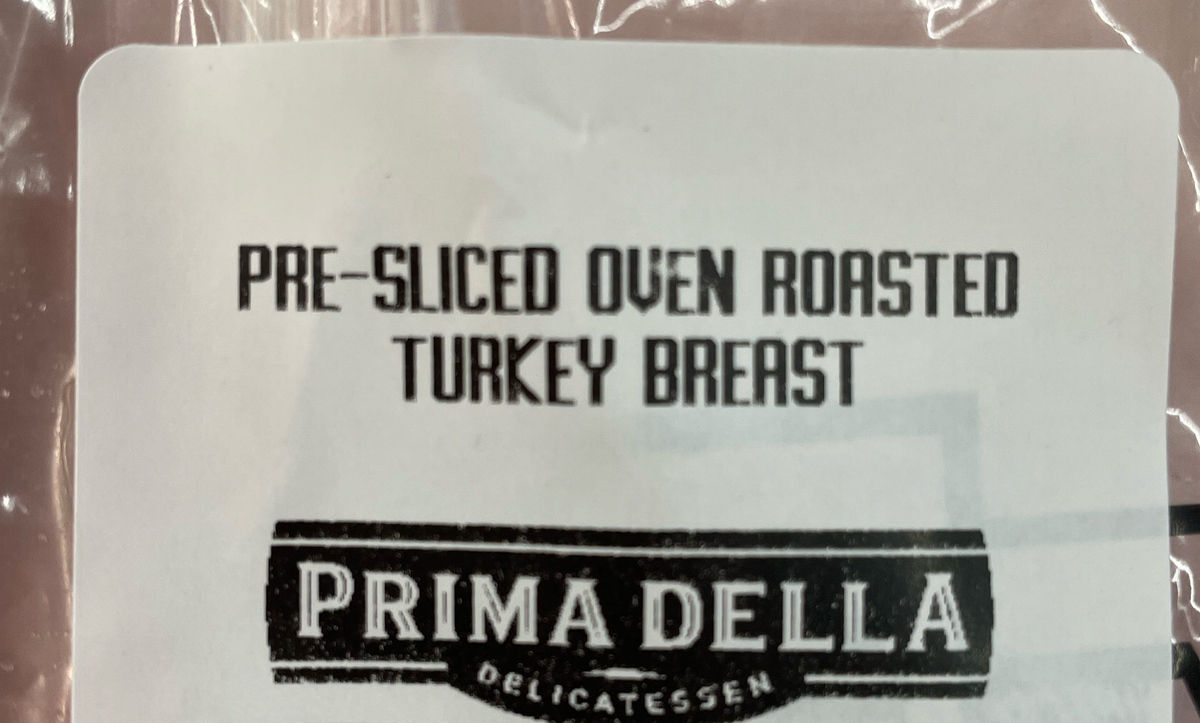 PRE-SLICED OVEN ROASTED
TURKEY BREAST
PRIMA DELLA
DELICATESSEN